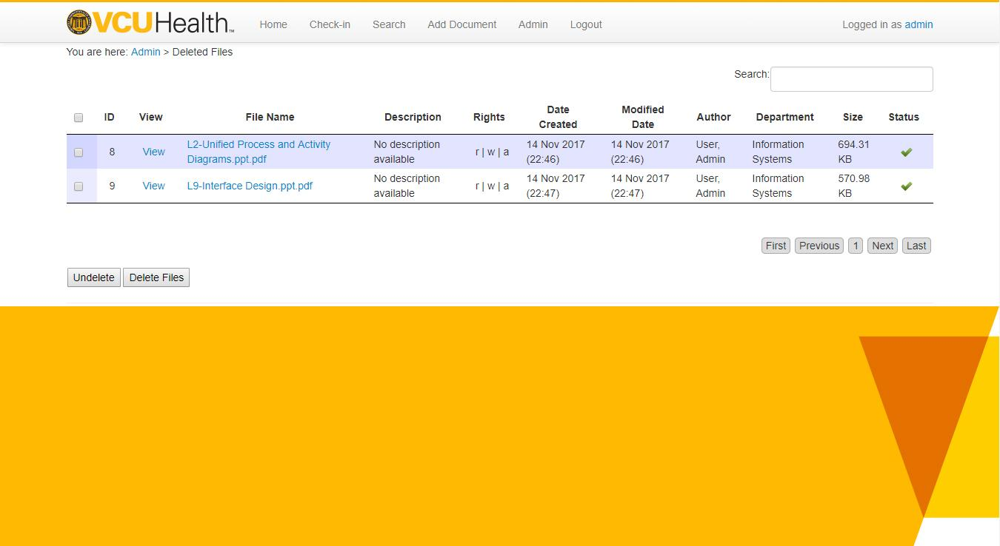 VCUHealth™ Home Check-in Search Add Document Admin Logout Logged in as admin
You are here: Admin > Deleted Files
Search:
ID View File Name Description Rights Date Created Modified Date Author Department Size Status
8 View L2-Unified Process and Activity Diagrams.ppt.pdf No description available r | w | a 14 Nov 2017 (22:46) 14 Nov 2017 (22:46) User, Admin Information Systems 694.31 KB
9 View L9-Interface Design.ppt.pdf No description available r | w | a 14 Nov 2017 (22:47) 14 Nov 2017 (22:47) User, Admin Information Systems 570.98 KB
First Previous 1 Next Last
Undelete Delete Files